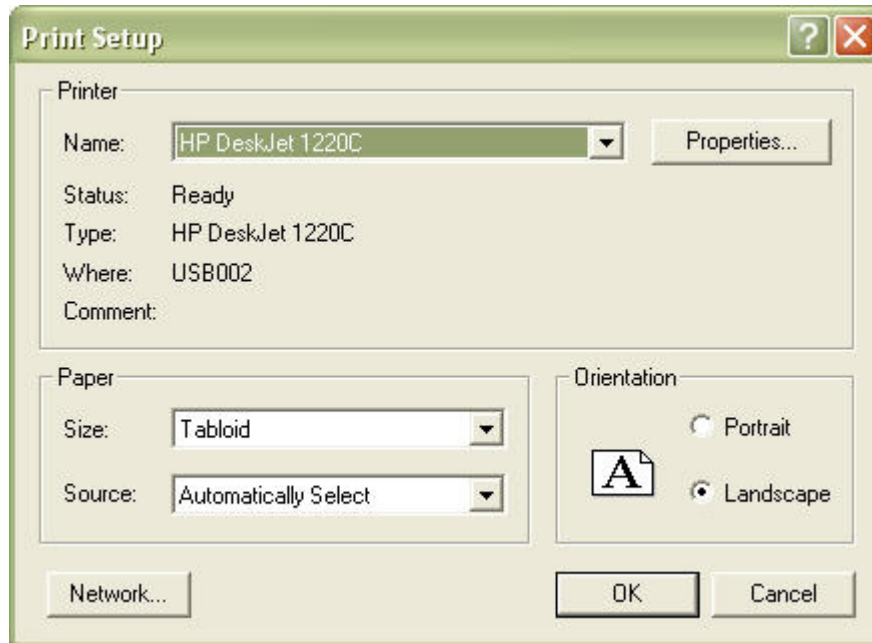 Print Setup
Printer
Name: HP DeskJet 1220C Properties...
Status: Ready
Type: HP DeskJet 1220C
Where: USB002
Comment:
Paper
Size: Tabloid
Source: Automatically Select
Orientation
A
Portrait
Landscape
Network... OK Cancel